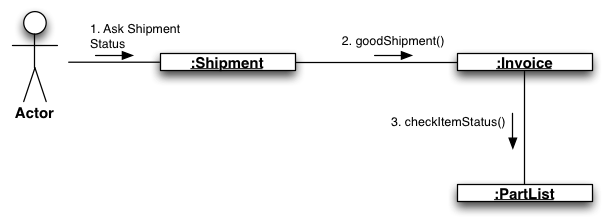 1. Ask Shipment
Status
2. goodShipment()
:Shipment
:Invoice
Actor
3. checkItemStatus()
:PartList